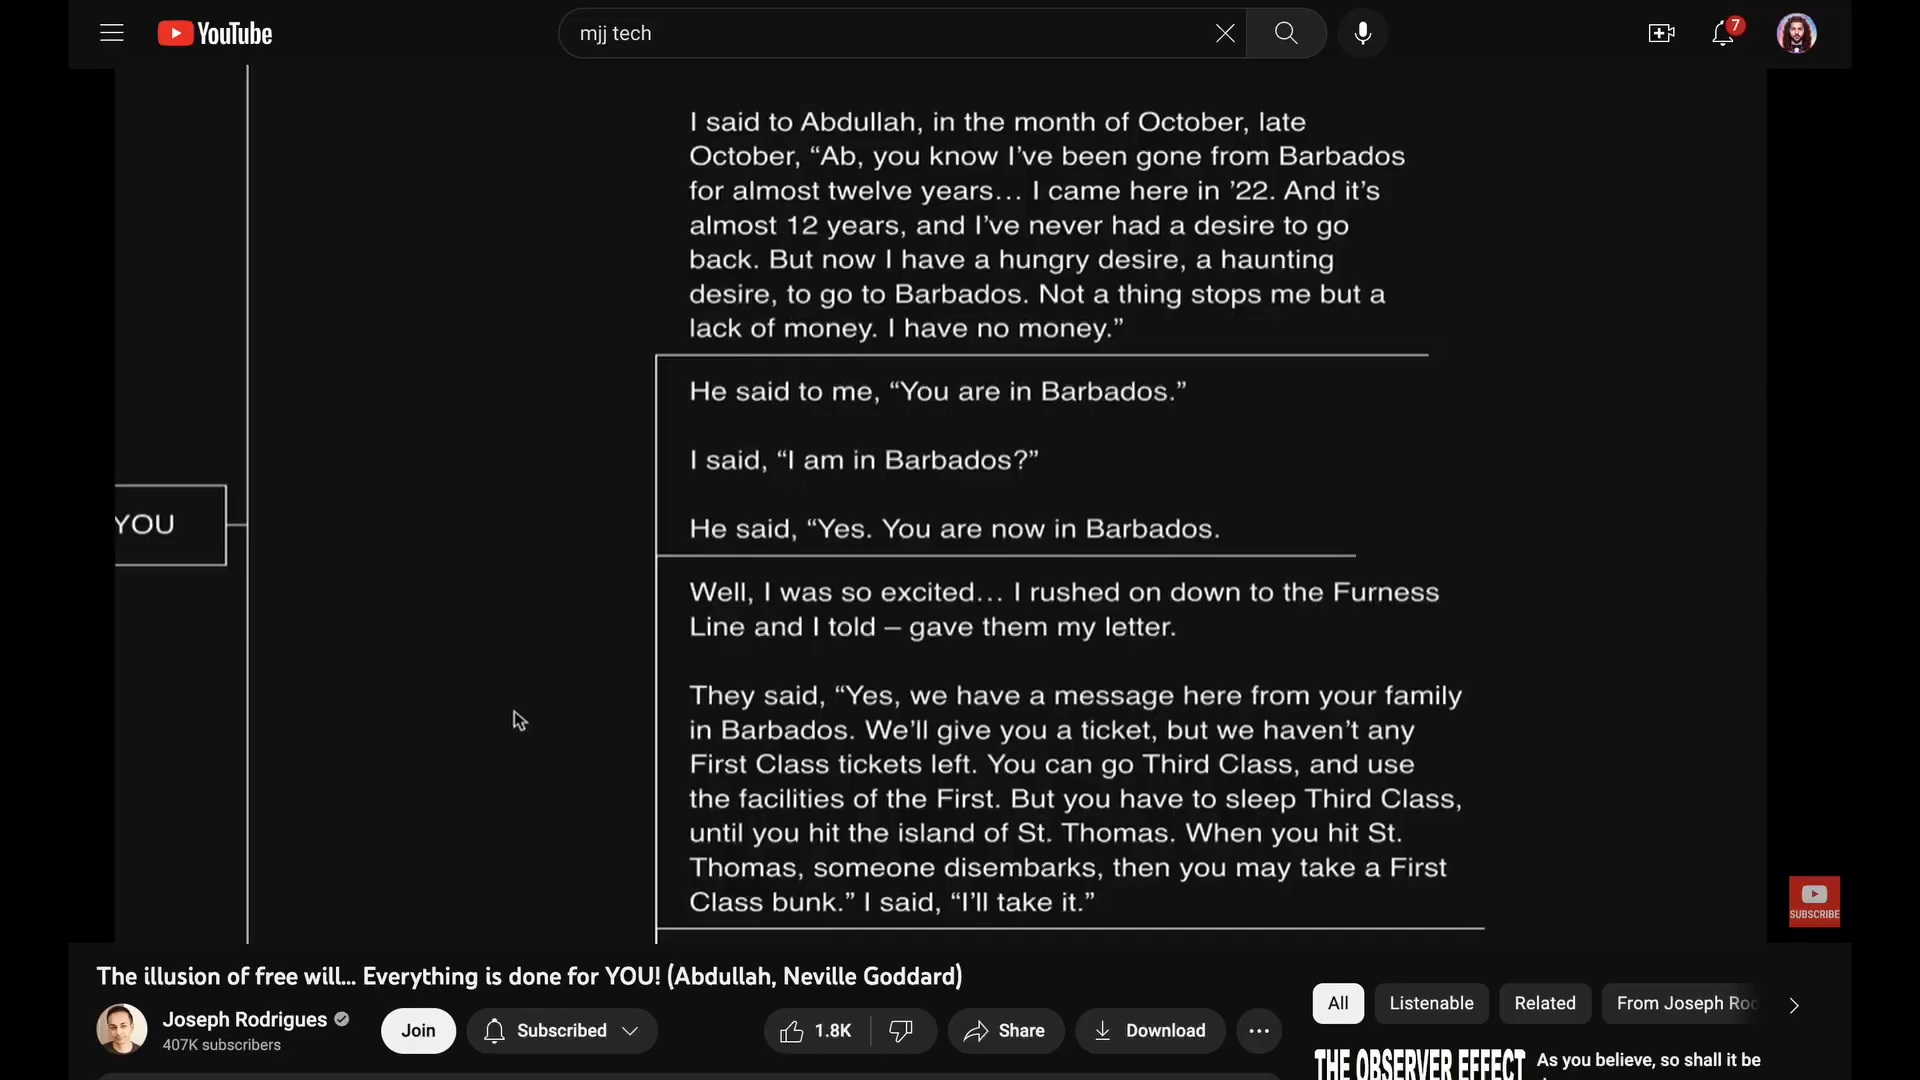 YouTube
mjj tech
7
I said to Abdullah, in the month of October, late
October, “Ab, you know I’ve been gone from Barbados
for almost twelve years... I came here in ’22. And it’s
almost 12 years, and I’ve never had a desire to go
back. But now I have a hungry desire, a haunting
desire, to go to Barbados. Not a thing stops me but a
lack of money. I have no money.”
He said to me, “You are in Barbados.”
I said, “I am in Barbados?”
YOU
He said, “Yes. You are now in Barbados.
Well, I was so excited... I rushed on down to the Furness
Line and I told – gave them my letter.
They said, “Yes, we have a message here from your family
in Barbados. We’ll give you a ticket, but we haven’t any
First Class tickets left. You can go Third Class, and use
the facilities of the First. But you have to sleep Third Class,
until you hit the island of St. Thomas. When you hit St.
Thomas, someone disembarks, then you may take a First
Class bunk.” I said, “I’ll take it.”
SUBSCRIBE
The illusion of free will... Everything is done for YOU! (Abdullah, Neville Goddard)
Joseph Rodrigues
407K subscribers
Join
Subscribed
1.8K
Share
Download
All
Listenable
Related
From Joseph Rod
THE OBSERVER EFFECT
As you believe, so shall it be